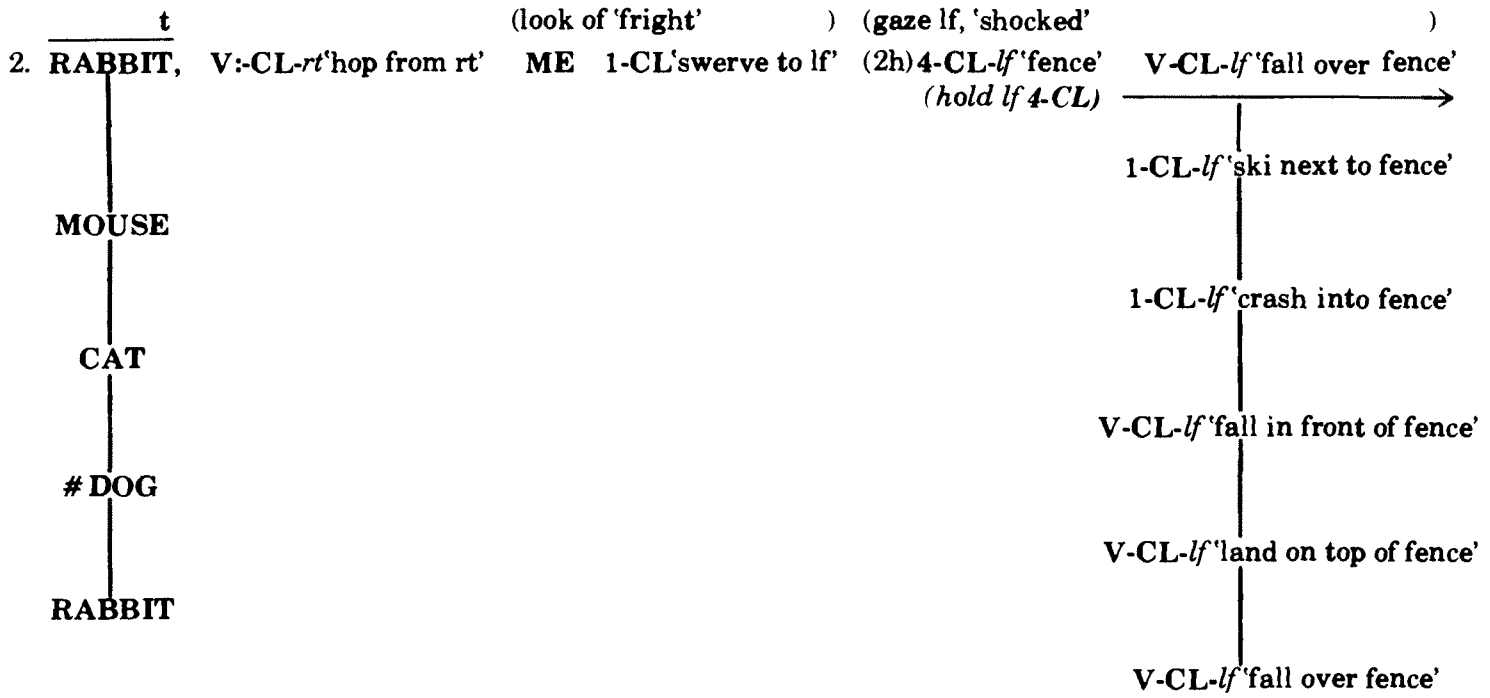 t (look of ‘fright’ ) (gaze lf, ‘shocked’ )
2. RABBIT, V:-CL-rt‘hop from rt’ ME 1-CL‘swerve to lf’ (2h)4-CL-lf‘fence’ V-CL-lf‘fall over fence’
(hold lf 4-CL)
1-CL-lf‘ski next to fence’
MOUSE
1-CL-lf‘crash into fence’
CAT
V-CL-lf‘fall in front of fence’
#DOG
V-CL-lf‘land on top of fence’
RABBIT
V-CL-lf‘fall over fence’